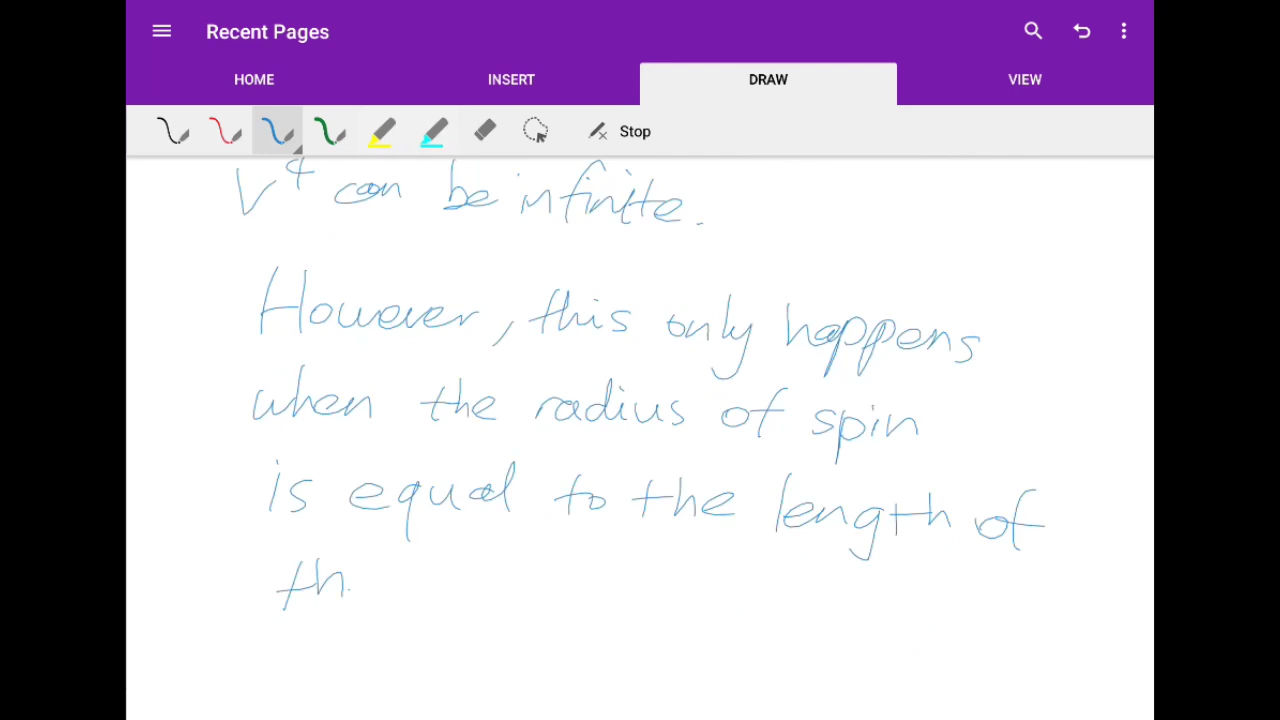 Recent Pages
HOME INSERT DRAW VIEW
Stop
V⁴ can be infinite.
However, this only happens
when the radius of spin
is equal to the length of
th